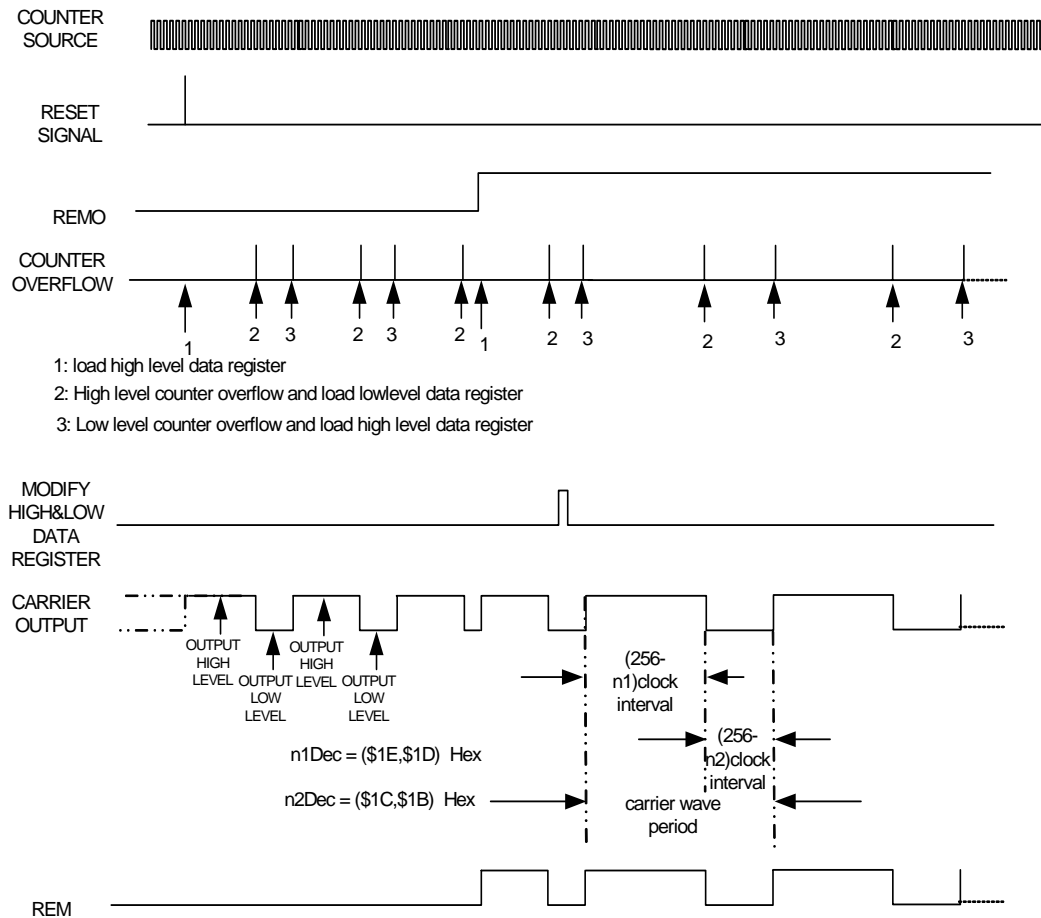 COUNTER
SOURCE
RESET
SIGNAL
REMO
COUNTER
OVERFLOW
1 2 3 2 3 2 1 2 3 2 3 2 3
1: load high level data register
2: High level counter overflow and load lowlevel data register
3: Low level counter overflow and load high level data register
MODIFY
HIGH&LOW
DATA
REGISTER
CARRIER
OUTPUT
OUTPUT
HIGH
LEVEL
OUTPUT
LOW
LEVEL
OUTPUT
HIGH
LEVEL
OUTPUT
LOW
LEVEL
(256-
n1)clock
interval
(256-
n2)clock
interval
n1Dec = ($1E,$1D) Hex
n2Dec = ($1C,$1B) Hex
carrier wave
period
REM